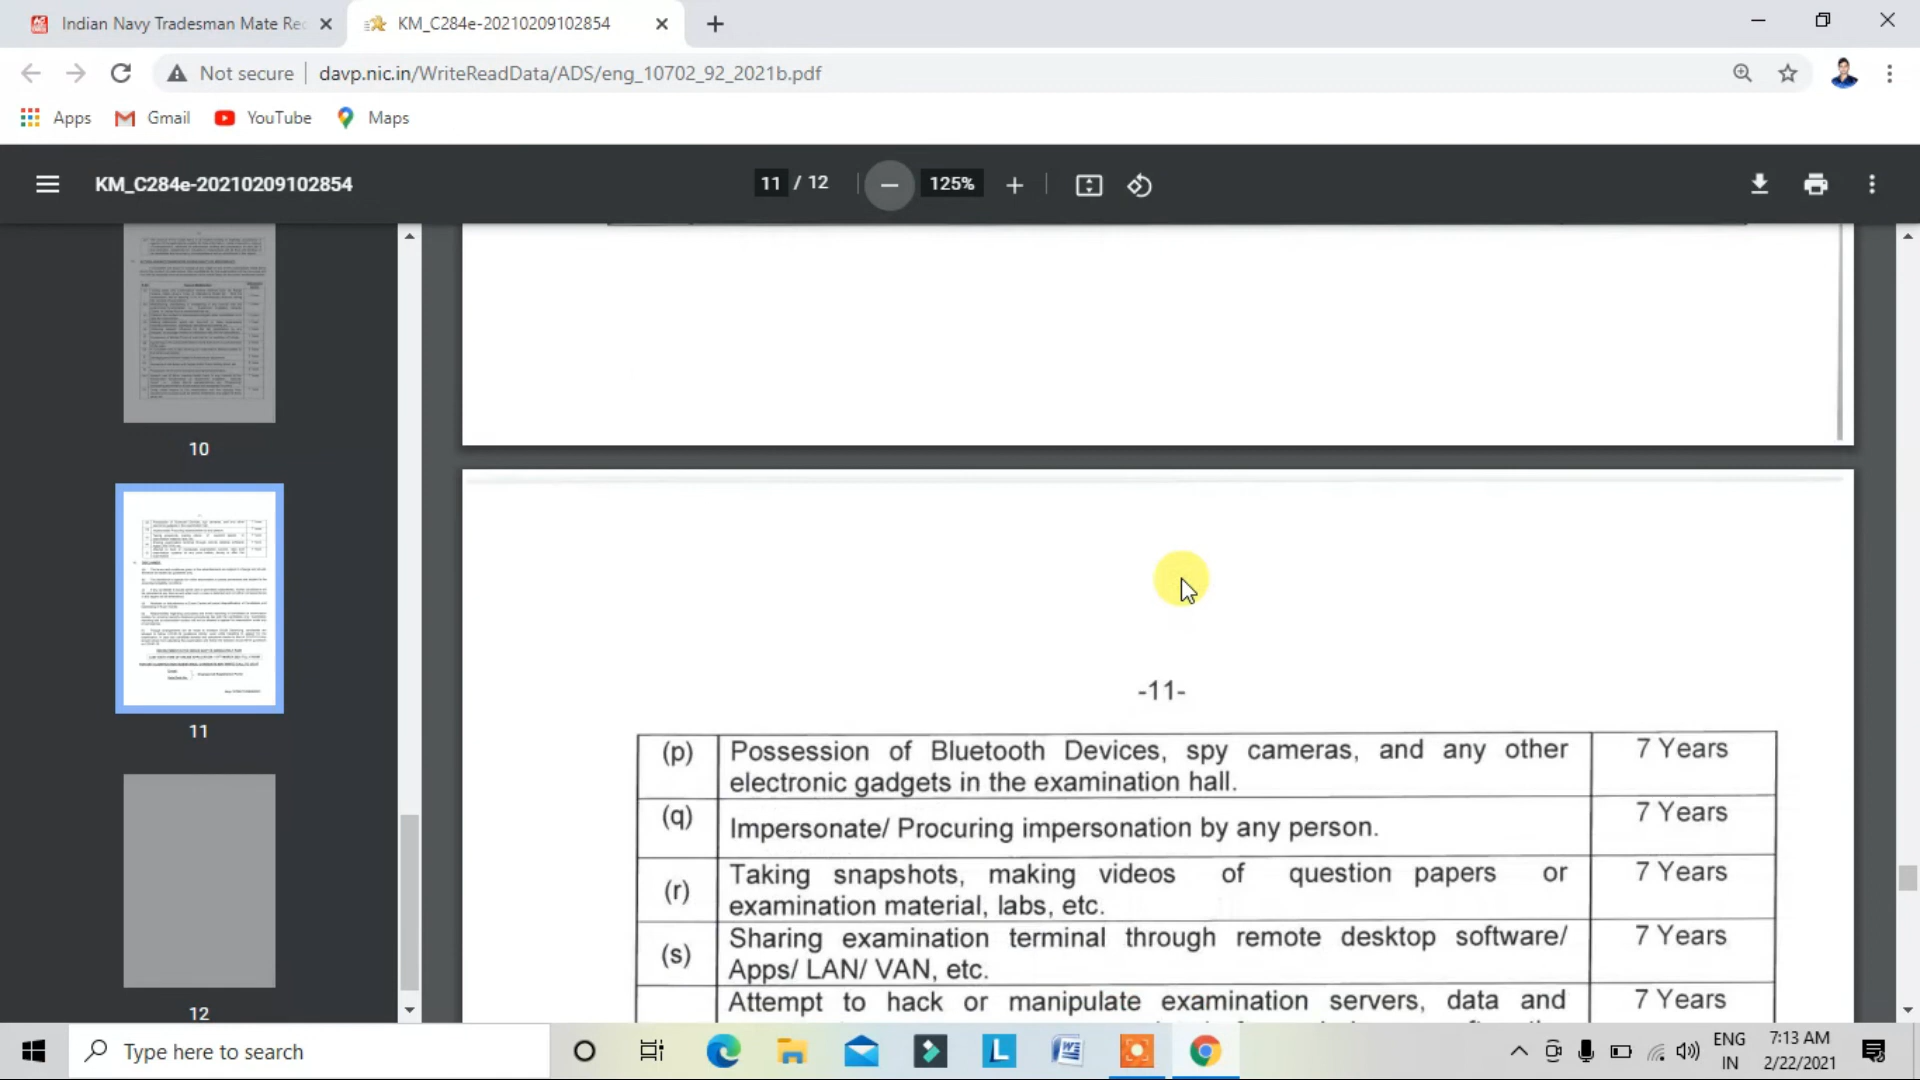 Indian Navy Tradesman Mate Rec
KM_C284e-20210209102854
Not secure
davp.nic.in/WriteReadData/ADS/eng_10702_92_2021b.pdf
Apps
Gmail
YouTube
Maps
KM_C284e-20210209102854
11 / 12
125%
10
11
12
-11-
(p) Possession of Bluetooth Devices, spy cameras, and any other 7 Years
electronic gadgets in the examination hall.
(q) Impersonate/ Procuring impersonation by any person. 7 Years
(r) Taking snapshots, making videos of question papers or 7 Years
examination material, labs, etc.
(s) Sharing examination terminal through remote desktop software/ 7 Years
Apps/ LAN/ VAN, etc.
Attempt to hack or manipulate examination servers, data and 7 Years
Type here to search
ENG
IN
7:13 AM
2/22/2021